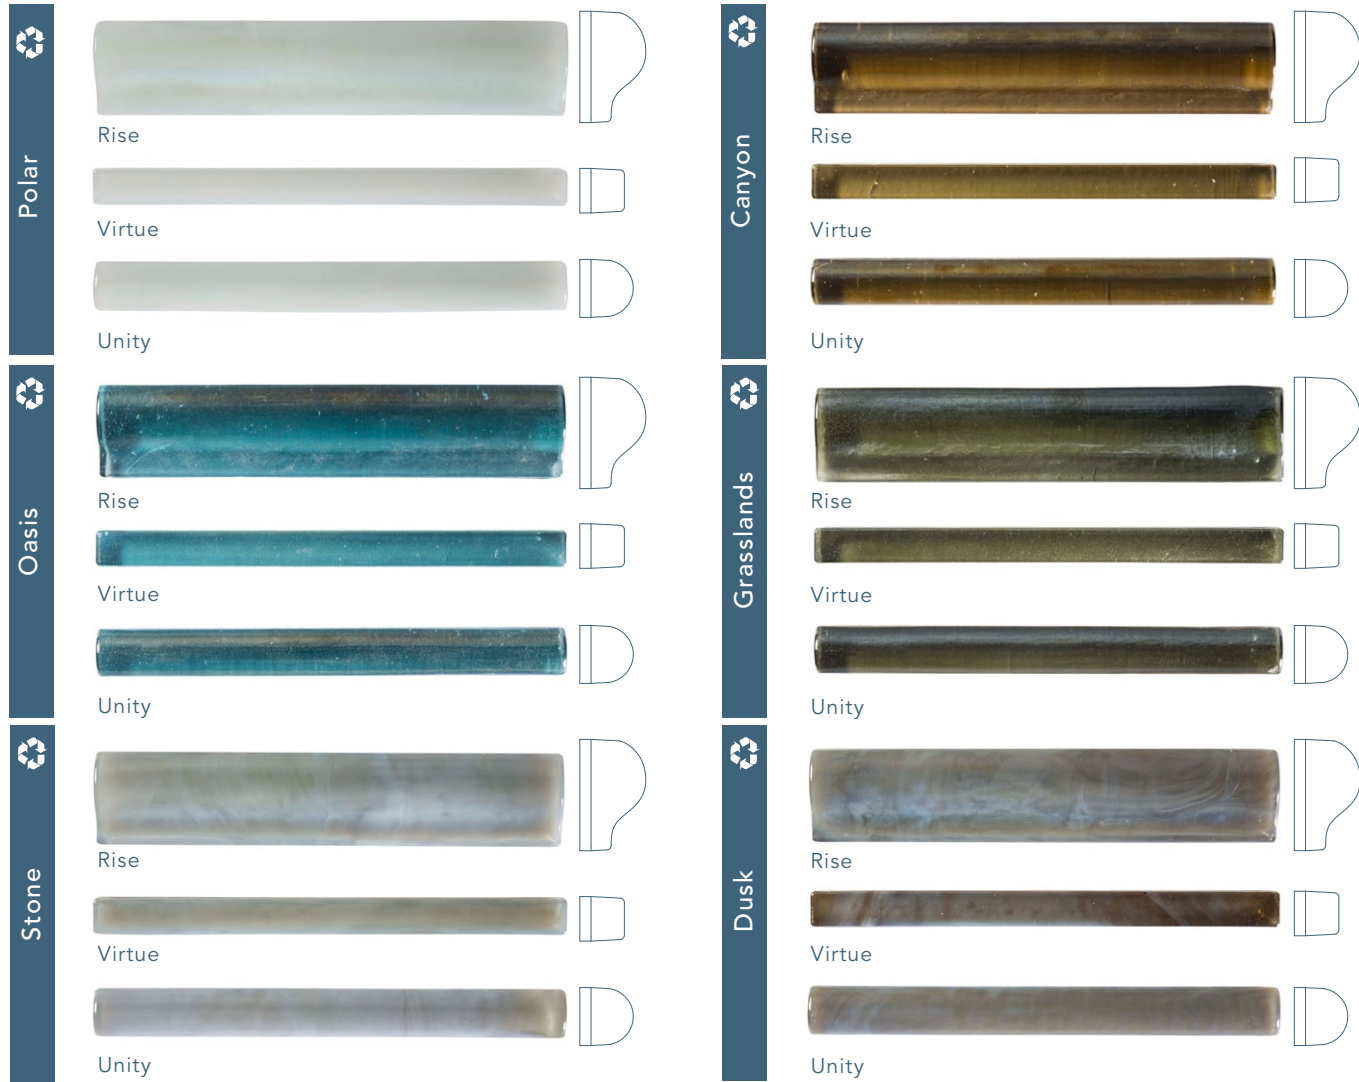 Polar
Rise
Virtue
Unity
Canyon
Rise
Virtue
Unity
Oasis
Rise
Virtue
Unity
Grasslands
Rise
Virtue
Unity
Stone
Rise
Virtue
Unity
Dusk
Rise
Virtue
Unity